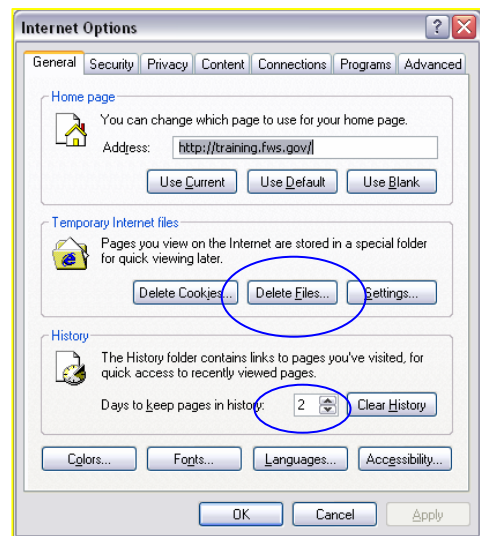 Internet Options
General Security Privacy Content Connections Programs Advanced
Home page
You can change which page to use for your home page.
Address: http://training.fws.gov/
Use Current Use Default Use Blank
Temporary Internet files
Pages you view on the Internet are stored in a special folder
for quick viewing later.
Delete Cookies... Delete Files... Settings...
History
The History folder contains links to pages you've visited, for
quick access to recently viewed pages.
Days to keep pages in history: 2 Clear History
Colors... Fonts... Languages... Accessibility...
OK Cancel Apply